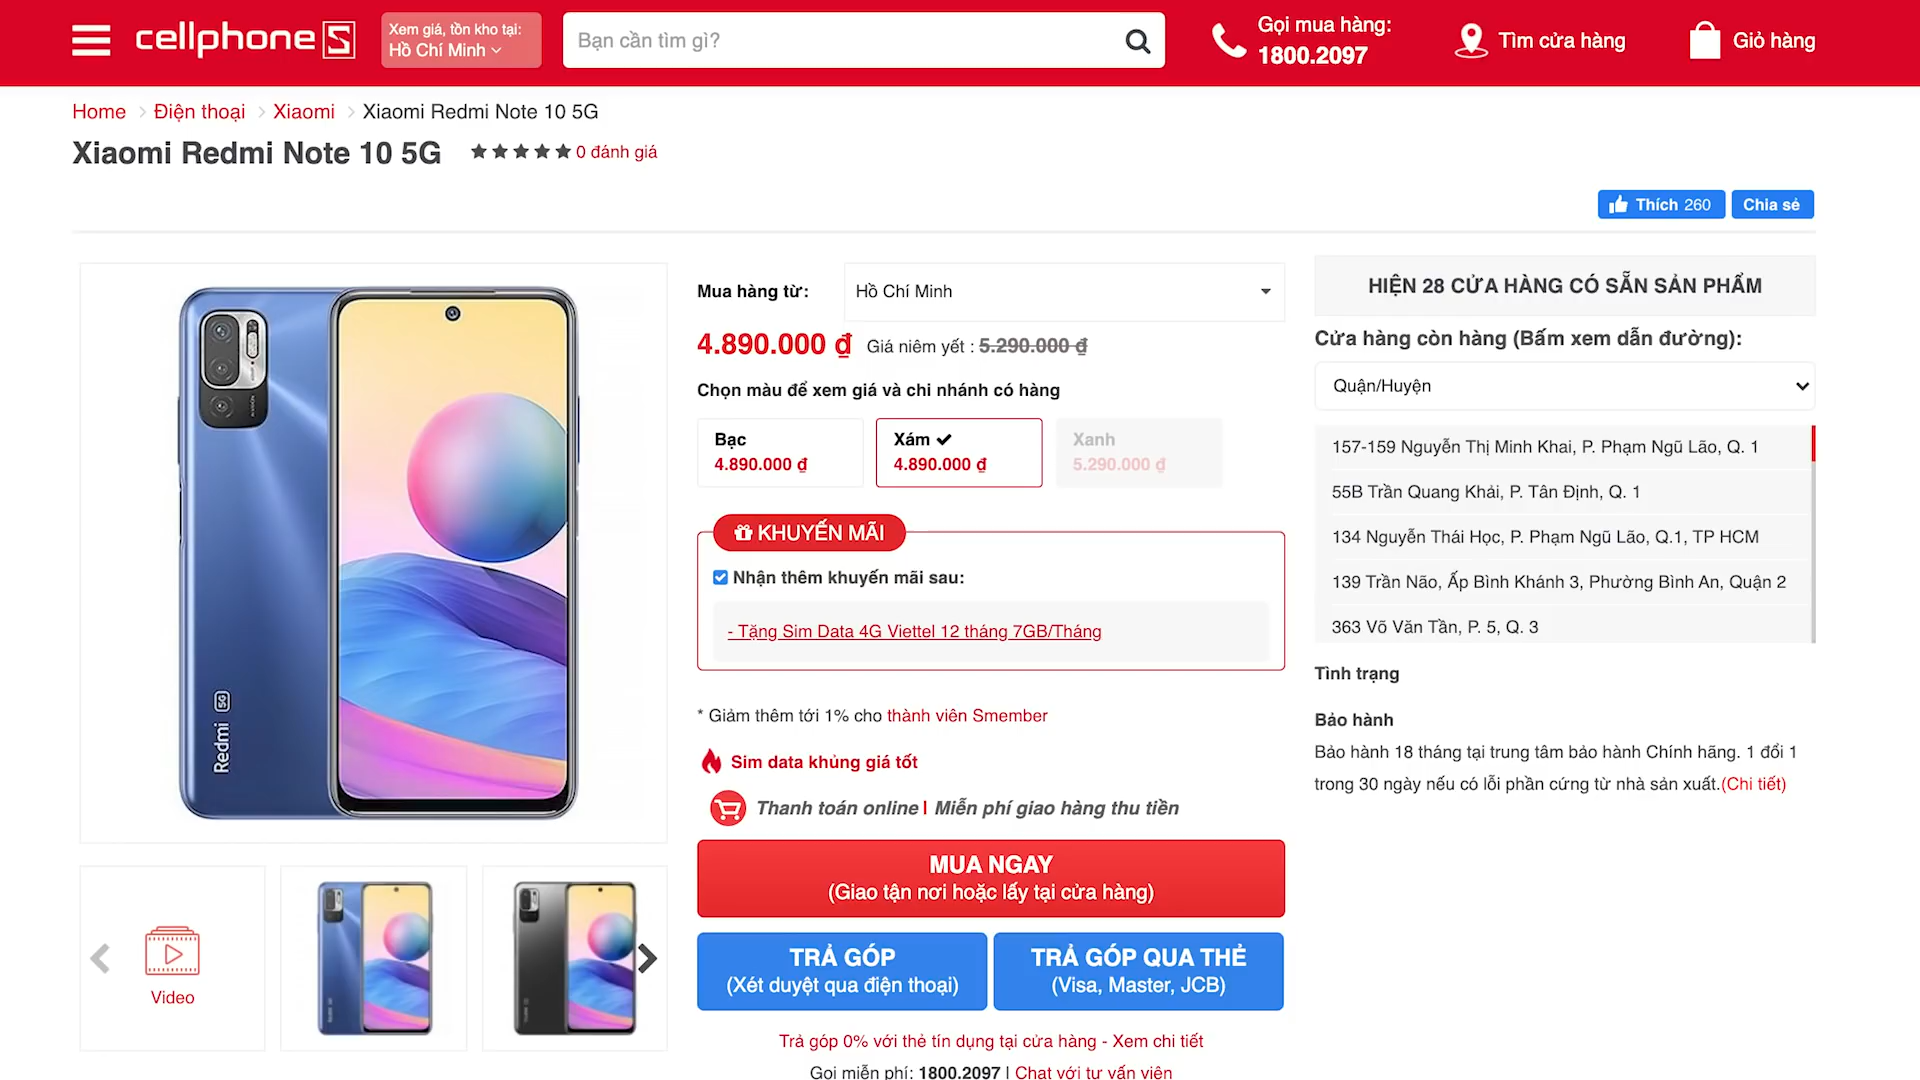 cellphoneS
Xem giá, tồn kho tại:
Hồ Chí Minh
Bạn cần tìm gì?
Gọi mua hàng:
1800.2097
Tìm cửa hàng
Giỏ hàng
Home > Điện thoại > Xiaomi > Xiaomi Redmi Note 10 5G
Xiaomi Redmi Note 10 5G
0 đánh giá
Thích 260
Chia sẻ
Redmi 5G
Mua hàng từ:
Hồ Chí Minh
4.890.000 ₫ Giá niêm yết : 5.290.000 ₫
Chọn màu để xem giá và chi nhánh có hàng
Bạc
4.890.000 ₫
Xám
4.890.000 ₫
Xanh
5.290.000 ₫
KHUYẾN MÃI
Nhận thêm khuyến mãi sau:
- Tặng Sim Data 4G Viettel 12 tháng 7GB/Tháng
* Giảm thêm tới 1% cho thành viên Smember
Sim data khủng giá tốt
Thanh toán online | Miễn phí giao hàng thu tiền
MUA NGAY
(Giao tận nơi hoặc lấy tại cửa hàng)
TRẢ GÓP
(Xét duyệt qua điện thoại)
TRẢ GÓP QUA THẺ
(Visa, Master, JCB)
Trả góp 0% với thẻ tín dụng tại cửa hàng - Xem chi tiết
Gọi miễn phí: 1800.2097 | Chat với tư vấn viên
HIỆN 28 CỬA HÀNG CÓ SẴN SẢN PHẨM
Cửa hàng còn hàng (Bấm xem dẫn đường):
Quận/Huyện
157-159 Nguyễn Thị Minh Khai, P. Phạm Ngũ Lão, Q. 1
55B Trần Quang Khải, P. Tân Định, Q. 1
134 Nguyễn Thái Học, P. Phạm Ngũ Lão, Q.1, TP HCM
139 Trần Não, Ấp Bình Khánh 3, Phường Bình An, Quận 2
363 Võ Văn Tần, P. 5, Q. 3
Tình trạng
Bảo hành
Bảo hành 18 tháng tại trung tâm bảo hành Chính hãng. 1 đổi 1
trong 30 ngày nếu có lỗi phần cứng từ nhà sản xuất.(Chi tiết)
Video